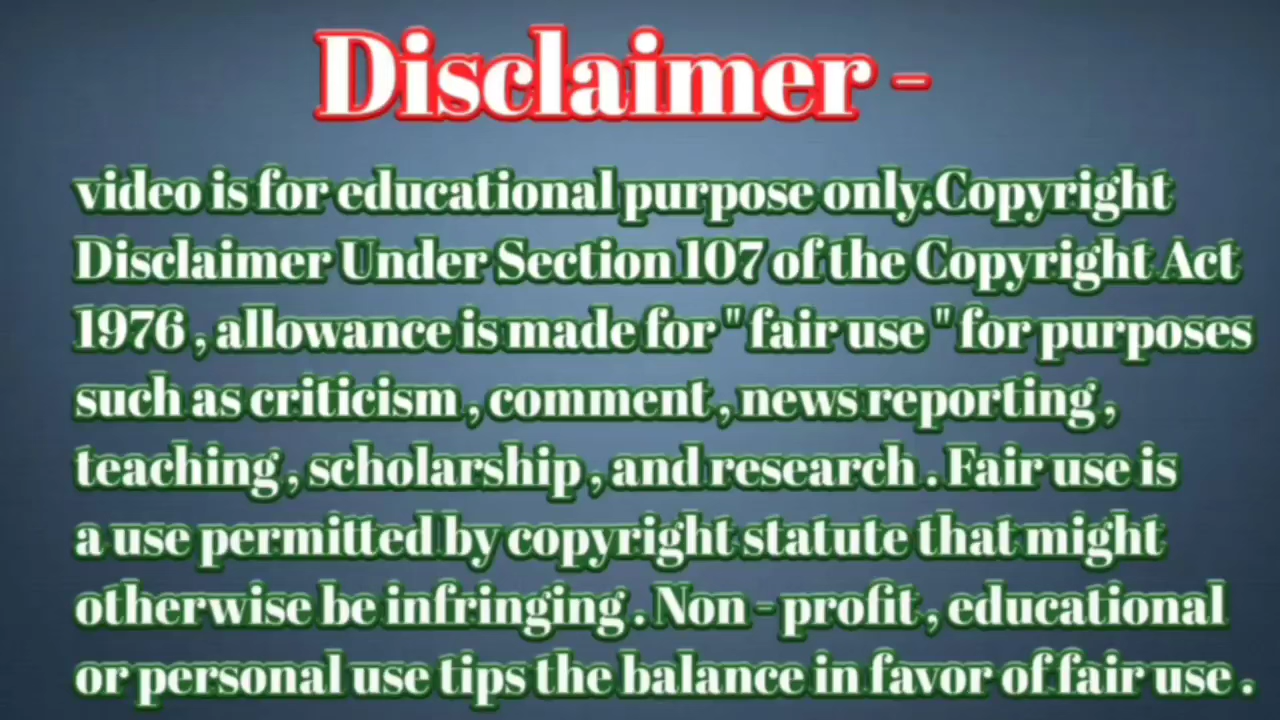 Disclaimer -
video is for educational purpose only.Copyright
Disclaimer Under Section 107 of the Copyright Act
1976 , allowance is made for " fair use " for purposes
such as criticism , comment , news reporting ,
teaching , scholarship , and research . Fair use is
a use permitted by copyright statute that might
otherwise be infringing . Non - profit , educational
or personal use tips the balance in favor of fair use .